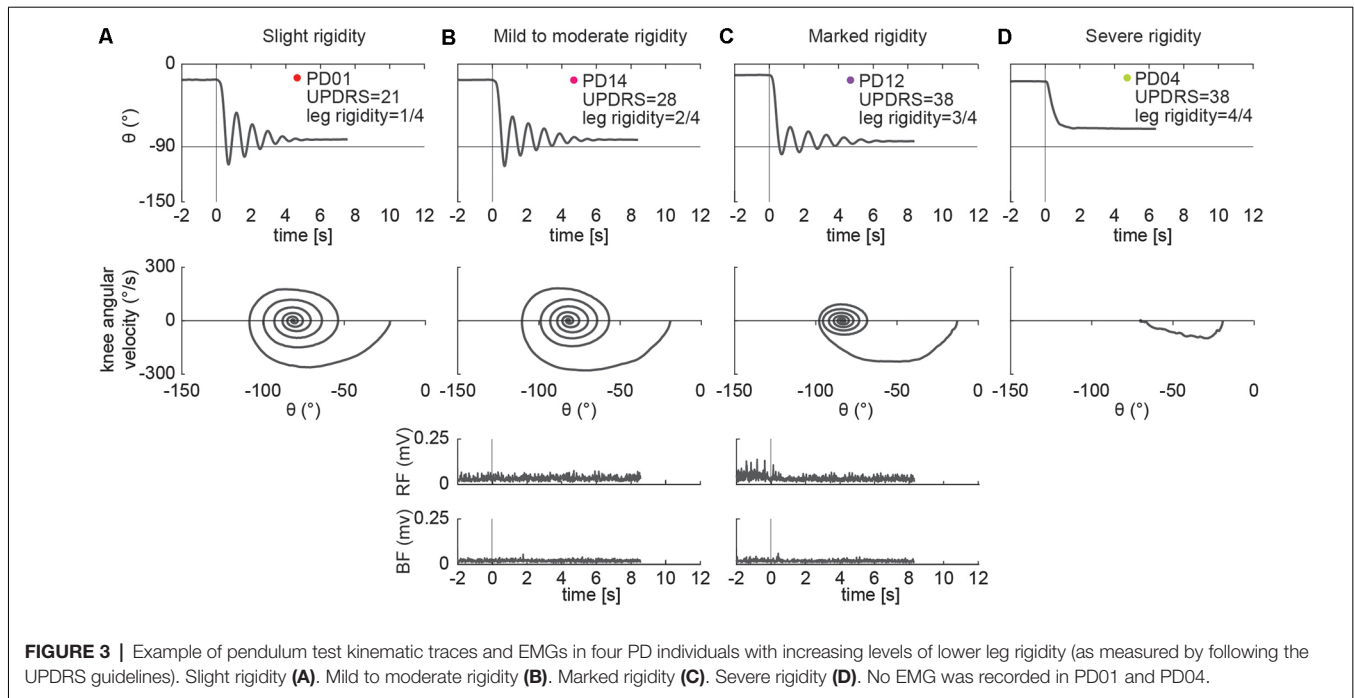 A Slight rigidity B Mild to moderate rigidity C Marked rigidity D Severe rigidity
0
θ (°)
-90
-150
PD01
UPDRS=21
leg rigidity=1/4
PD14
UPDRS=28
leg rigidity=2/4
PD12
UPDRS=38
leg rigidity=3/4
PD04
UPDRS=38
leg rigidity=4/4
-2 0 2 4 6 8 10 12 -2 0 2 4 6 8 10 12 -2 0 2 4 6 8 10 12 -2 0 2 4 6 8 10 12
time [s] time [s] time [s] time [s]
knee angular
velocity (°/s)
300
0
-300
-150 -100 -50 0 -150 -100 -50 0 -150 -100 -50 0 -150 -100 -50 0
θ (°) θ (°) θ (°) θ (°)
RF (mV)
0.25
0
BF (mv)
0.25
0
-2 0 2 4 6 8 10 12 -2 0 2 4 6 8 10 12
time [s] time [s]
FIGURE 3 | Example of pendulum test kinematic traces and EMGs in four PD individuals with increasing levels of lower leg rigidity (as measured by following the
UPDRS guidelines). Slight rigidity (A). Mild to moderate rigidity (B). Marked rigidity (C). Severe rigidity (D). No EMG was recorded in PD01 and PD04.